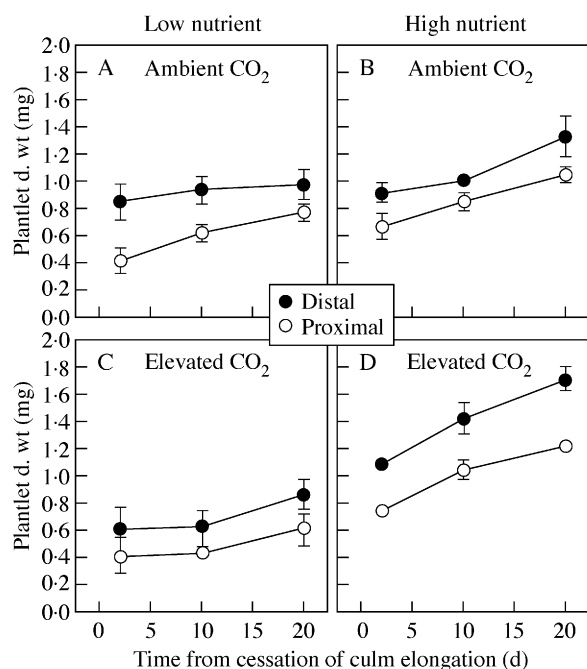 Low nutrient
High nutrient
2·0
1·8
1·6
1·4
1·2
1·0
0·8
0·6
0·4
0·2
0·0
Plantlet d. wt (mg)
A Ambient CO₂
B Ambient CO₂
Distal
Proximal
2·0
1·8
1·6
1·4
1·2
1·0
0·8
0·6
0·4
0·2
0·0
Plantlet d. wt (mg)
C Elevated CO₂
D Elevated CO₂
0 5 10 15 20
0 5 10 15 20
Time from cessation of culm elongation (d)